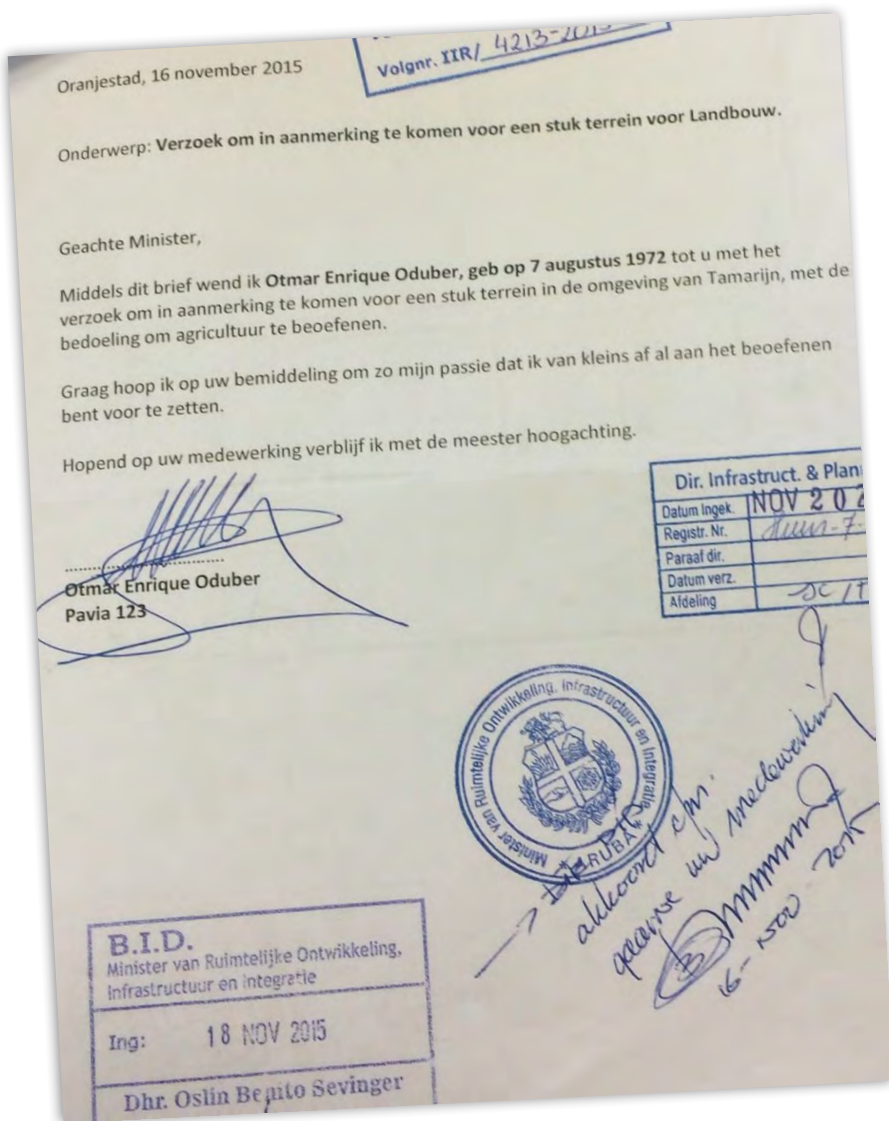 Volgnr. IIR/ 4213-2015
Oranjestad, 16 november 2015
Onderwerp: Verzoek om in aanmerking te komen voor een stuk terrein voor Landbouw.
Geachte Minister,
Middels dit brief wend ik Otmar Enrique Oduber, geb op 7 augustus 1972 tot u met het
verzoek om in aanmerking te komen voor een stuk terrein in de omgeving van Tamarijn, met de
bedoeling om agricultuur te beoefenen.
Graag hoop ik op uw bemiddeling om zo mijn passie dat ik van kleins af al aan het beoefenen
bent voor te zetten.
Hopend op uw medewerking verblijf ik met de meester hoogachting.
Otmar Enrique Oduber
Pavia 123
Dir. Infrastruct. & Plan
Datum Ingek. NOV 20
Registr. Nr.
Paraaf dir.
Datum verz.
Afdeling
Minister van Ruimtelijke Ontwikkeling, Infrastructuur en Integratie
ARUBA
akkoord
gaarne uw medewerking
16-nov-2015
B.I.D.
Minister van Ruimtelijke Ontwikkeling,
Infrastructuur en Integratie
Ing: 18 NOV 2015
Dhr. Oslin Benito Sevinger